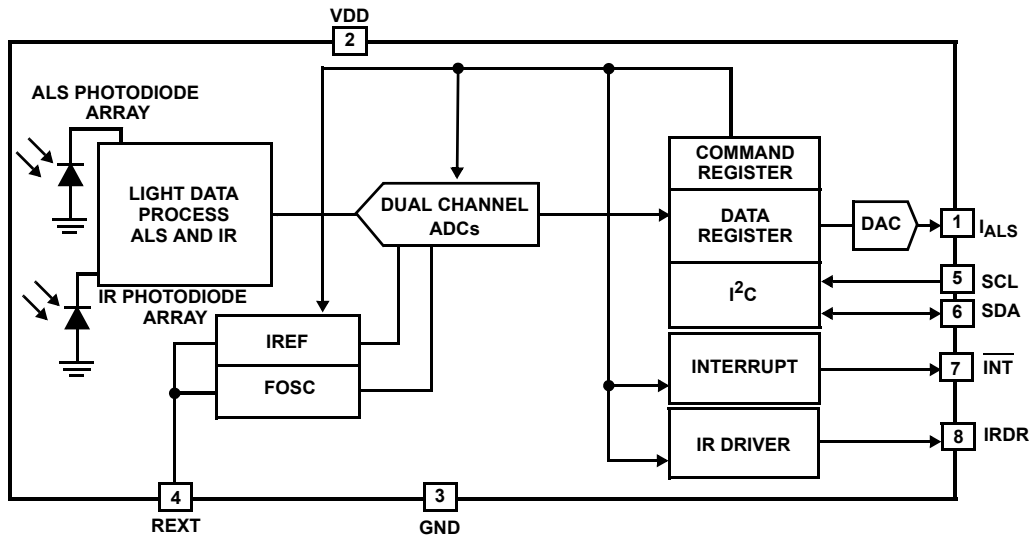 VDD
2
ALS PHOTODIODE
ARRAY
LIGHT DATA
PROCESS
ALS AND IR
IR PHOTODIODE
ARRAY
DUAL CHANNEL
ADCs
IREF
FOSC
COMMAND
REGISTER
DATA
REGISTER
I²C
INTERRUPT
IR DRIVER
DAC
1
IALS
5
SCL
6
SDA
7
INT
8
IRDR
4
REXT
3
GND